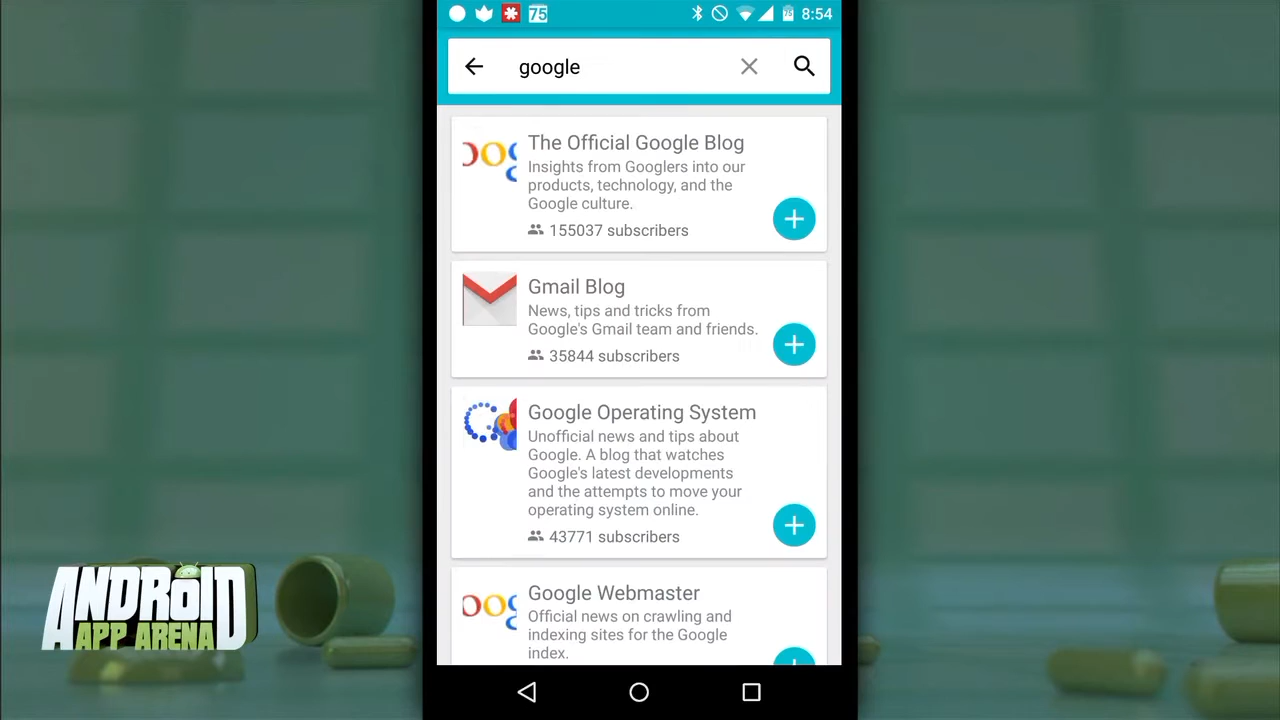 75
75
8:54
google
The Official Google Blog
Insights from Googlers into our
products, technology, and the
Google culture.
155037 subscribers
Gmail Blog
News, tips and tricks from
Google's Gmail team and friends.
35844 subscribers
Google Operating System
Unofficial news and tips about
Google. A blog that watches
Google's latest developments
and the attempts to move your
operating system online.
43771 subscribers
Google Webmaster
Official news on crawling and
indexing sites for the Google
index.
ANDROID
APP ARENA